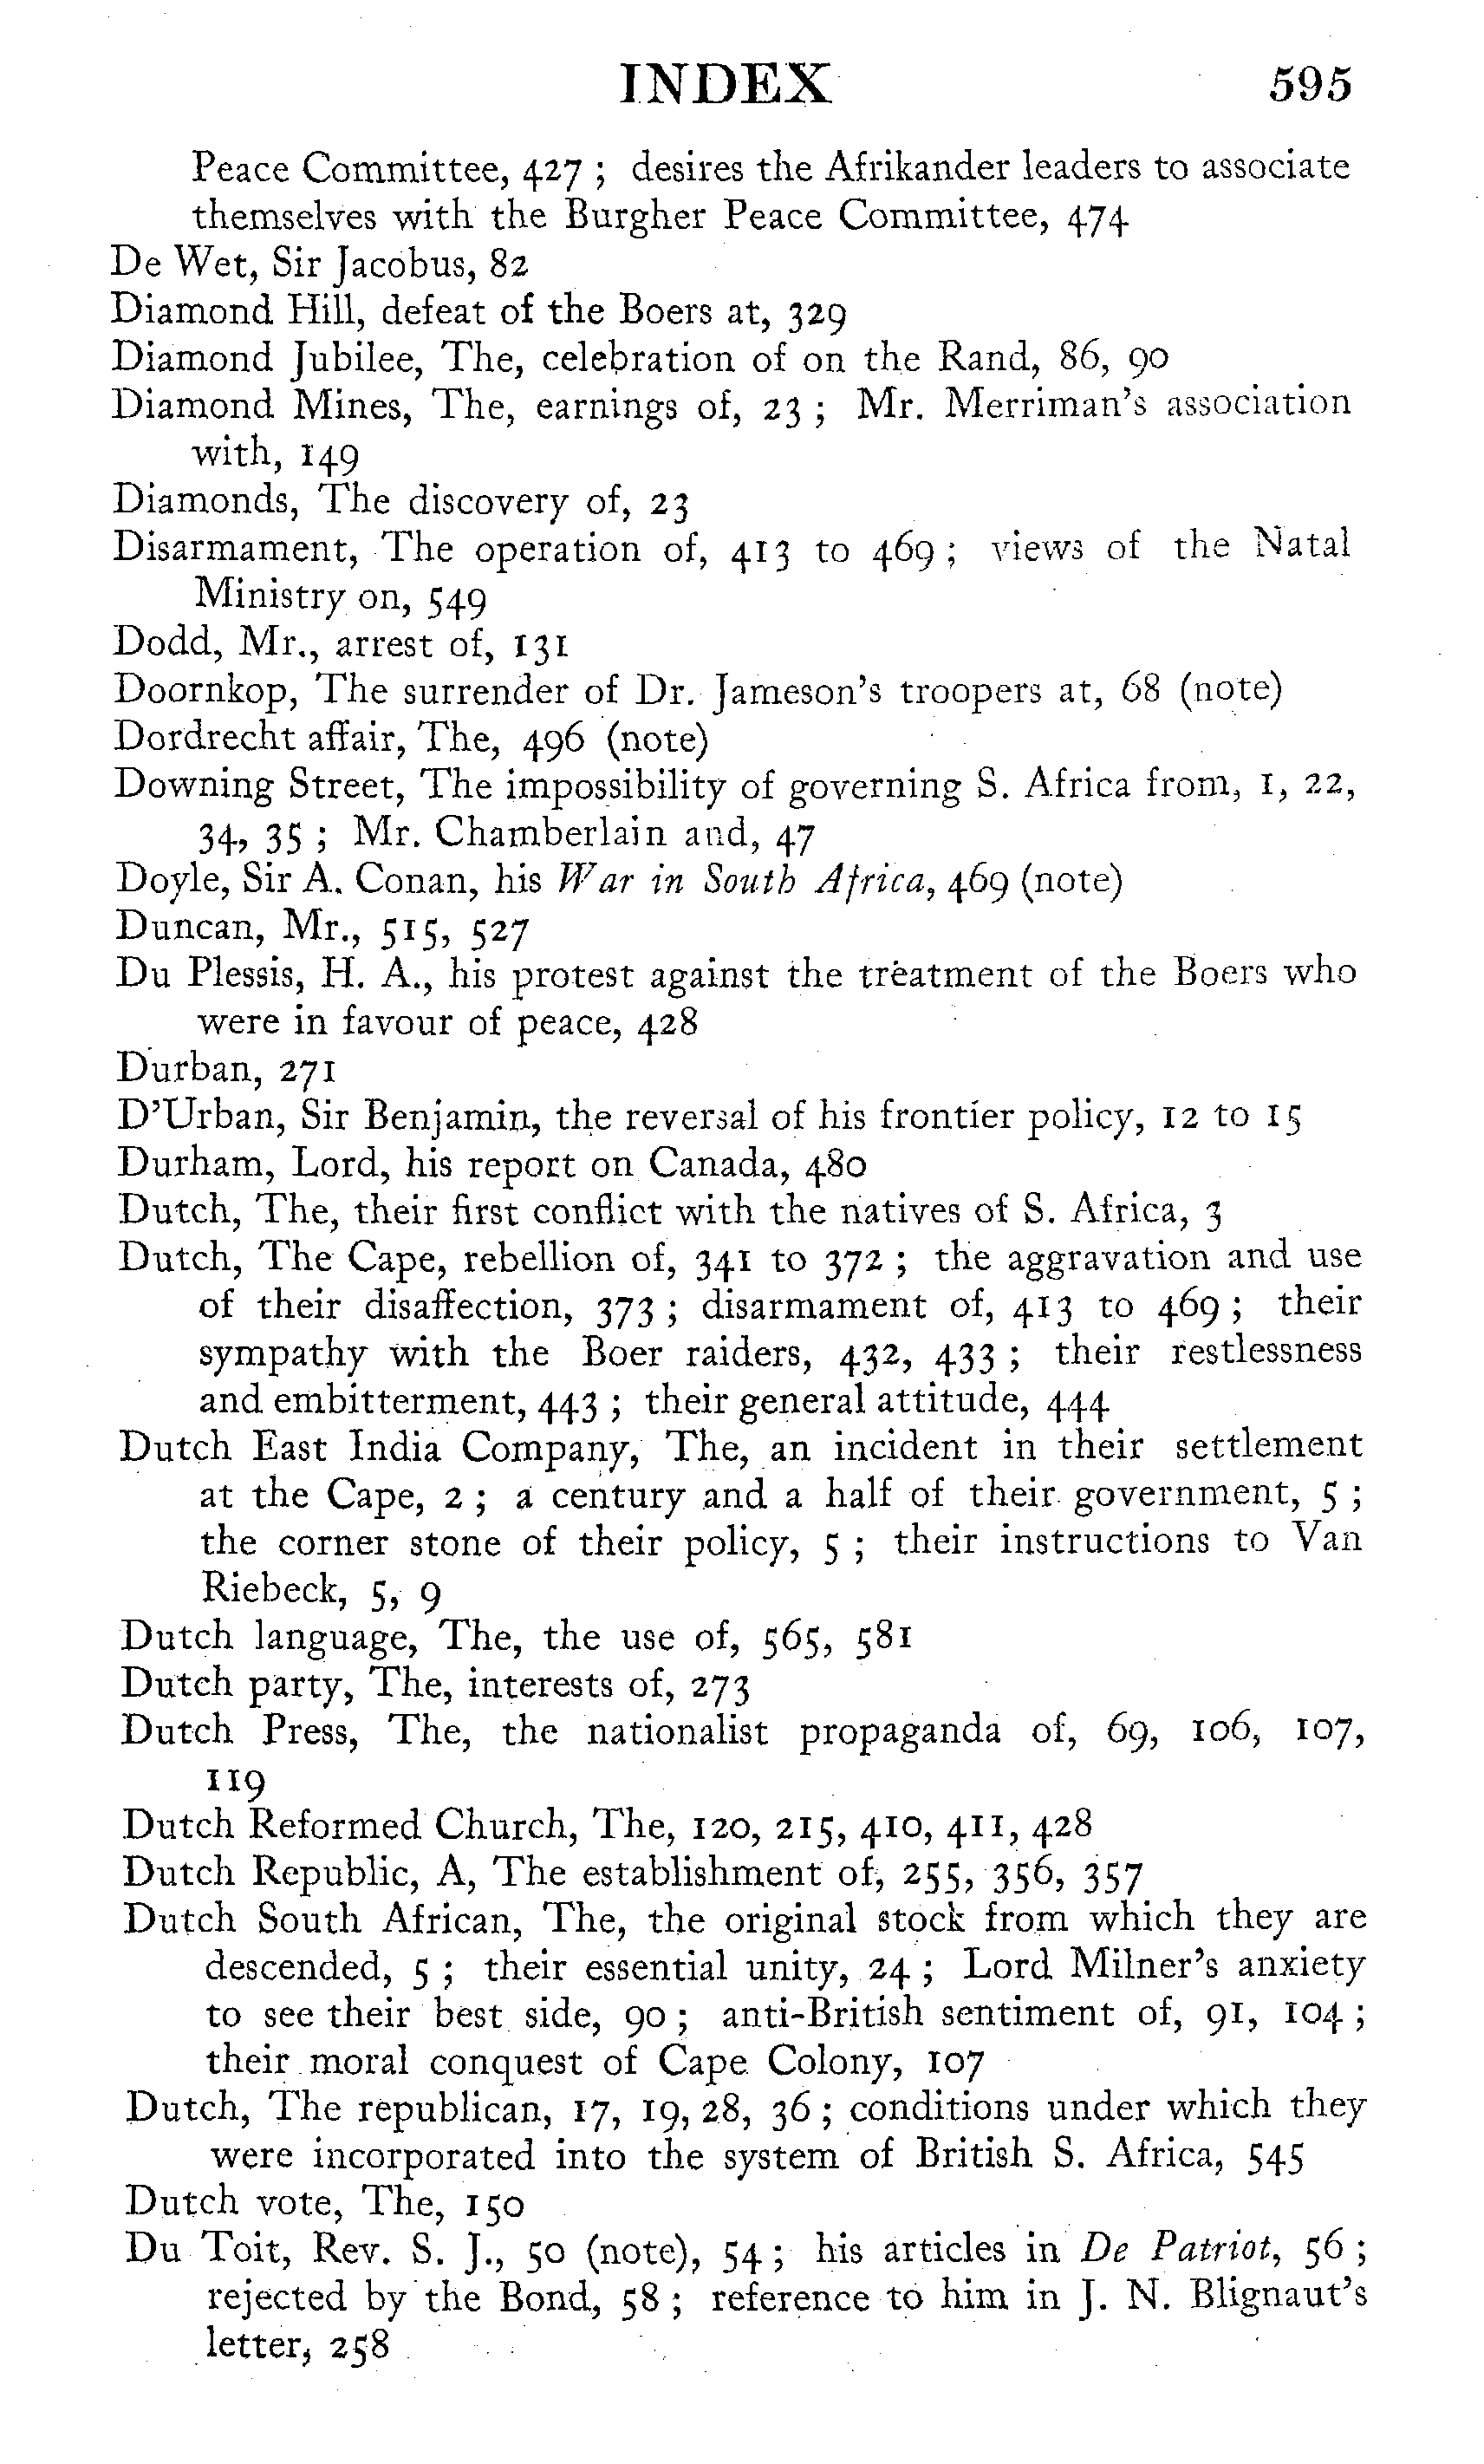 INDEX 595
Peace Committee, 427 ; desires the Afrikander leaders to associate
themselves with the Burgher Peace Committee, 474
De Wet, Sir Jacobus, 82
Diamond Hill, defeat of the Boers at, 329
Diamond Jubilee, The, celebration of on the Rand, 86, 90
Diamond Mines, The, earnings of, 23 ; Mr. Merriman's association
with, 149
Diamonds, The discovery of, 23
Disarmament, The operation of, 413 to 469 ; views of the Natal
Ministry on, 549
Dodd, Mr., arrest of, 131
Doornkop, The surrender of Dr. Jameson's troopers at, 68 (note)
Dordrecht affair, The, 496 (note)
Downing Street, The impossibility of governing S. Africa from, 1, 22,
34, 35 ; Mr. Chamberlain and, 47
Doyle, Sir A. Conan, his War in South Africa, 469 (note)
Duncan, Mr., 515, 527
Du Plessis, H. A., his protest against the treatment of the Boers who
were in favour of peace, 428
Durban, 271
D'Urban, Sir Benjamin, the reversal of his frontier policy, 12 to 15
Durham, Lord, his report on Canada, 480
Dutch, The, their first conflict with the natives of S. Africa, 3
Dutch, The Cape, rebellion of, 341 to 372 ; the aggravation and use
of their disaffection, 373 ; disarmament of, 413 to 469 ; their
sympathy with the Boer raiders, 432, 433 ; their restlessness
and embitterment, 443 ; their general attitude, 444
Dutch East India Company, The, an incident in their settlement
at the Cape, 2 ; a century and a half of their government, 5 ;
the corner stone of their policy, 5 ; their instructions to Van
Riebeck, 5, 9
Dutch language, The, the use of, 565, 581
Dutch party, The, interests of, 273
Dutch Press, The, the nationalist propaganda of, 69, 106, 107,
119
Dutch Reformed Church, The, 120, 215, 410, 411, 428
Dutch Republic, A, The establishment of, 255, 356, 357
Dutch South African, The, the original stock from which they are
descended, 5 ; their essential unity, 24 ; Lord Milner's anxiety
to see their best side, 90 ; anti-British sentiment of, 91, 104 ;
their moral conquest of Cape Colony, 107
Dutch, The republican, 17, 19, 28, 36 ; conditions under which they
were incorporated into the system of British S. Africa, 545
Dutch vote, The, 150
Du Toit, Rev. S. J., 50 (note), 54 ; his articles in De Patriot, 56 ;
rejected by the Bond, 58 ; reference to him in J. N. Blignaut's
letter, 258